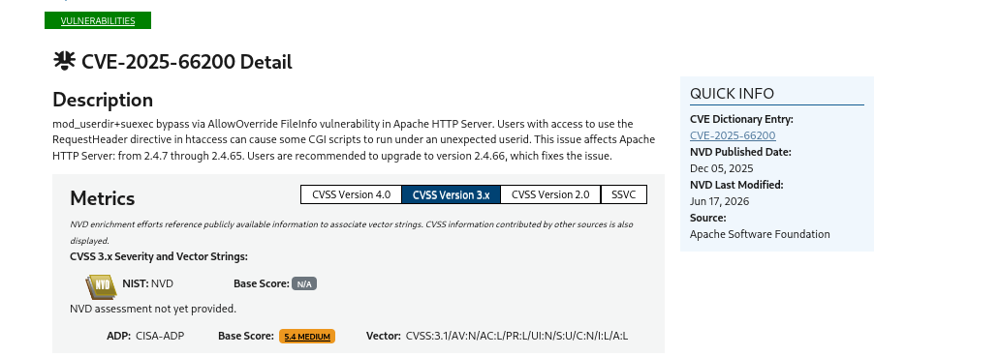 VULNERABILITIES
CVE-2025-66200 Detail
Description
mod_userdir+suexec bypass via AllowOverride FileInfo vulnerability in Apache HTTP Server. Users with access to use the
RequestHeader directive in htaccess can cause some CGI scripts to run under an unexpected userid. This issue affects Apache
HTTP Server: from 2.4.7 through 2.4.65. Users are recommended to upgrade to version 2.4.66, which fixes the issue.
Metrics
CVSS Version 4.0 CVSS Version 3.x CVSS Version 2.0 SSVC
NVD enrichment efforts reference publicly available information to associate vector strings. CVSS information contributed by other sources is also
displayed.
CVSS 3.x Severity and Vector Strings:
NVD
NIST: NVD Base Score: N/A
NVD assessment not yet provided.
ADP: CISA-ADP Base Score: 5.4 MEDIUM Vector: CVSS:3.1/AV:N/AC:L/PR:L/UI:N/S:U/C:N/I:L/A:L
QUICK INFO
CVE Dictionary Entry:
CVE-2025-66200
NVD Published Date:
Dec 05, 2025
NVD Last Modified:
Jun 17, 2026
Source:
Apache Software Foundation